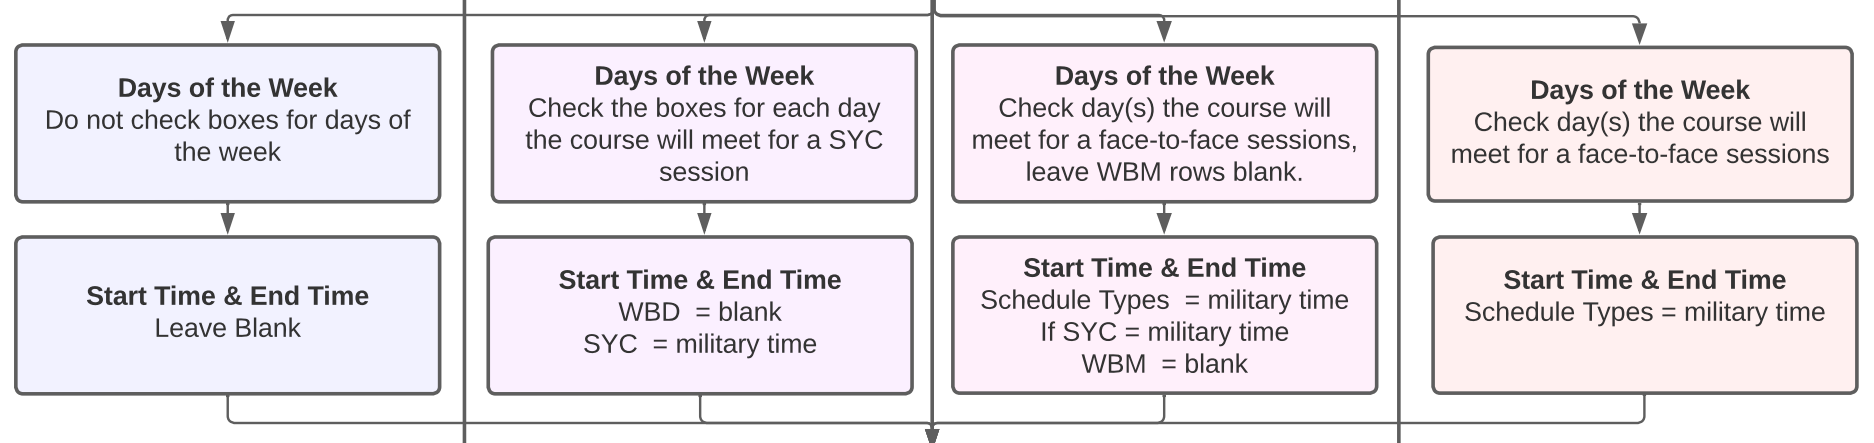 Days of the Week
Do not check boxes for days of
the week
Days of the Week
Check the boxes for each day
the course will meet for a SYC
session
Days of the Week
Check day(s) the course will
meet for a face-to-face sessions,
leave WBM rows blank.
Days of the Week
Check day(s) the course will
meet for a face-to-face sessions
Start Time & End Time
Leave Blank
Start Time & End Time
WBD = blank
SYC = military time
Start Time & End Time
Schedule Types = military time
If SYC = military time
WBM = blank
Start Time & End Time
Schedule Types = military time